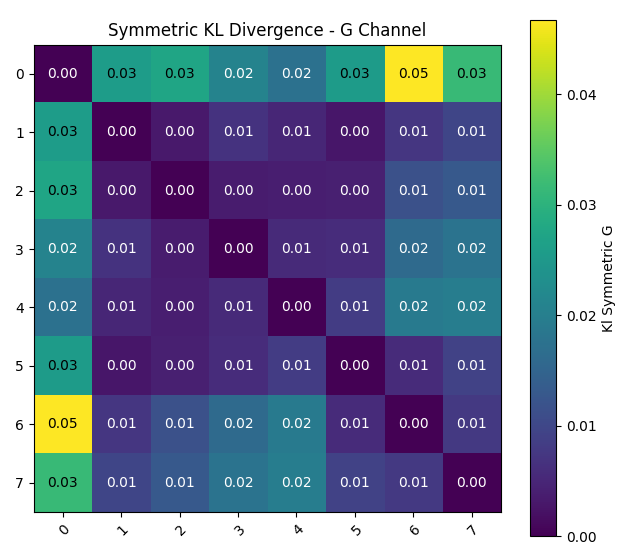 Symmetric KL Divergence - G Channel
0 0.00 0.03 0.03 0.02 0.02 0.03 0.05 0.03
1 0.03 0.00 0.00 0.01 0.01 0.00 0.01 0.01
2 0.03 0.00 0.00 0.00 0.00 0.00 0.01 0.01
3 0.02 0.01 0.00 0.00 0.01 0.01 0.02 0.02
4 0.02 0.01 0.00 0.01 0.00 0.01 0.02 0.02
5 0.03 0.00 0.00 0.01 0.01 0.00 0.01 0.01
6 0.05 0.01 0.01 0.02 0.02 0.01 0.00 0.01
7 0.03 0.01 0.01 0.02 0.02 0.01 0.01 0.00
0 1 2 3 4 5 6 7
0.04
0.03
0.02
0.01
0.00
Kl Symmetric G